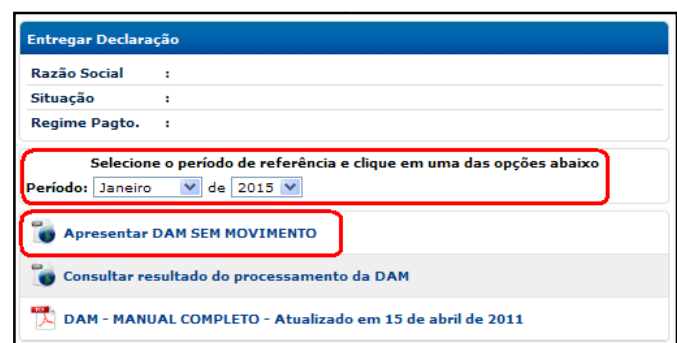 Entregar Declaração
Razão Social :
Situação :
Regime Pagto. :
Selecione o período de referência e clique em uma das opções abaixo
Período: Janeiro de 2015
Apresentar DAM SEM MOVIMENTO
Consultar resultado do processamento da DAM
DAM - MANUAL COMPLETO - Atualizado em 15 de abril de 2011